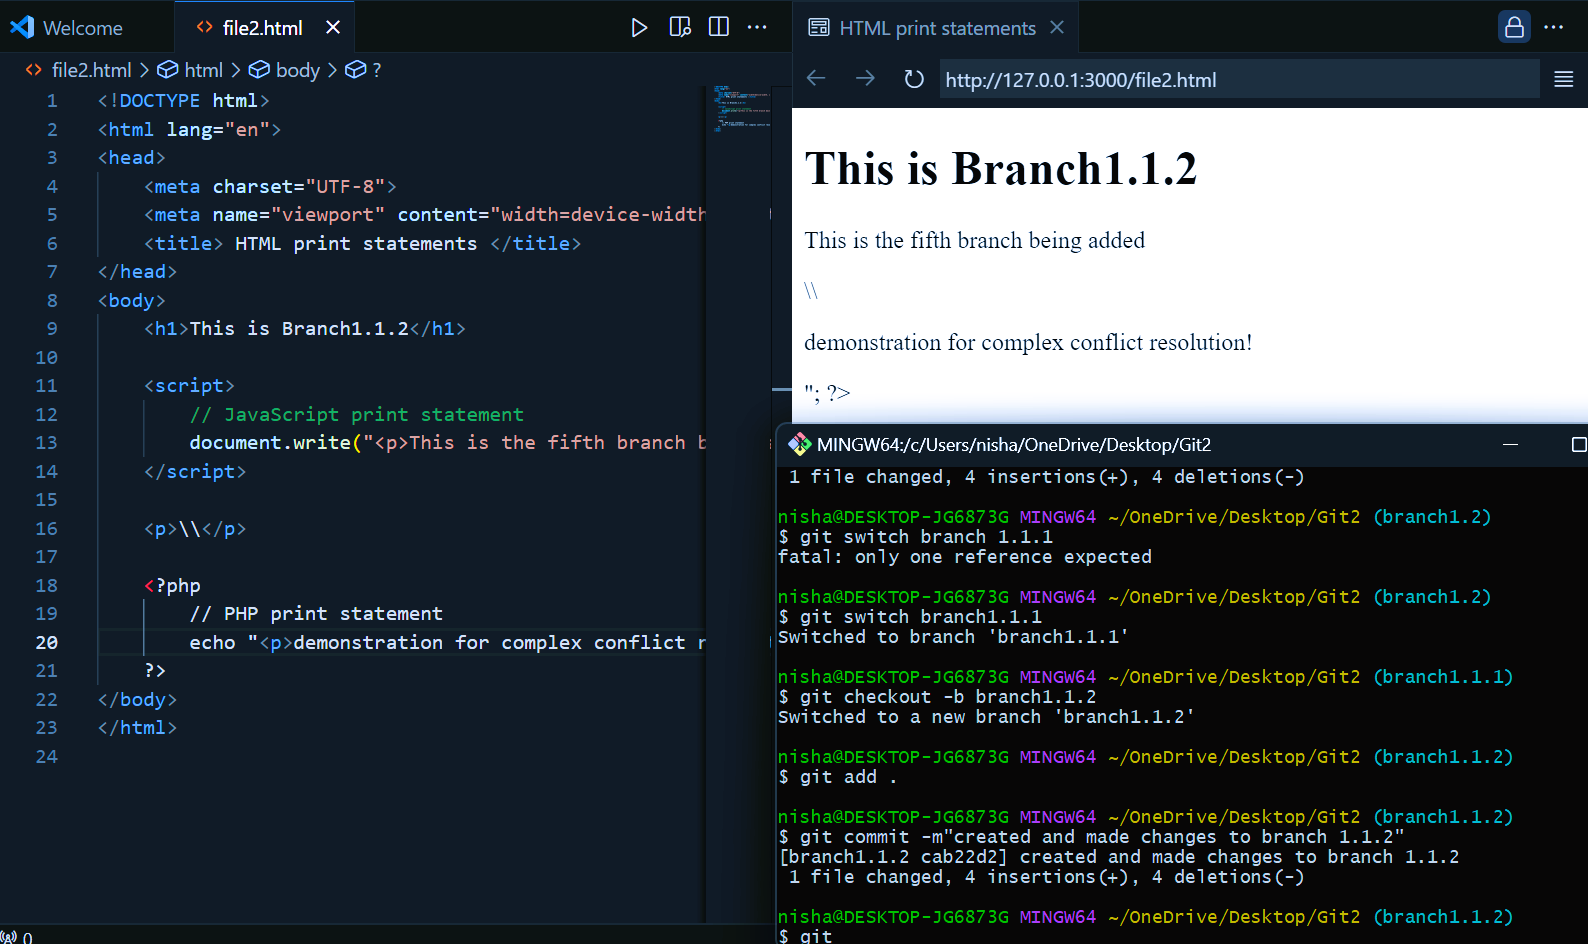 Welcome
file2.html
file2.html > html > body > ?
1 <!DOCTYPE html>
2 <html lang="en">
3 <head>
4 <meta charset="UTF-8">
5 <meta name="viewport" content="width=device-width
6 <title> HTML print statements </title>
7 </head>
8 <body>
9 <h1>This is Branch1.1.2</h1>
10
11 <script>
12 // JavaScript print statement
13 document.write("<p>This is the fifth branch b
14 </script>
15
16 <p>\\</p>
17
18 <?php
19 // PHP print statement
20 echo "<p>demonstration for complex conflict r
21 ?>
22 </body>
23 </html>
24
0
HTML print statements
http://127.0.0.1:3000/file2.html
This is Branch1.1.2
This is the fifth branch being added
\\
demonstration for complex conflict resolution!
"; ?>
MINGW64:/c/Users/nisha/OneDrive/Desktop/Git2
1 file changed, 4 insertions(+), 4 deletions(-)
nisha@DESKTOP-JG6873G MINGW64 ~/OneDrive/Desktop/Git2 (branch1.2)
$ git switch branch 1.1.1
fatal: only one reference expected
nisha@DESKTOP-JG6873G MINGW64 ~/OneDrive/Desktop/Git2 (branch1.2)
$ git switch branch1.1.1
Switched to branch 'branch1.1.1'
nisha@DESKTOP-JG6873G MINGW64 ~/OneDrive/Desktop/Git2 (branch1.1.1)
$ git checkout -b branch1.1.2
Switched to a new branch 'branch1.1.2'
nisha@DESKTOP-JG6873G MINGW64 ~/OneDrive/Desktop/Git2 (branch1.1.2)
$ git add .
nisha@DESKTOP-JG6873G MINGW64 ~/OneDrive/Desktop/Git2 (branch1.1.2)
$ git commit -m"created and made changes to branch 1.1.2"
[branch1.1.2 cab22d2] created and made changes to branch 1.1.2
1 file changed, 4 insertions(+), 4 deletions(-)
nisha@DESKTOP-JG6873G MINGW64 ~/OneDrive/Desktop/Git2 (branch1.1.2)
$ git